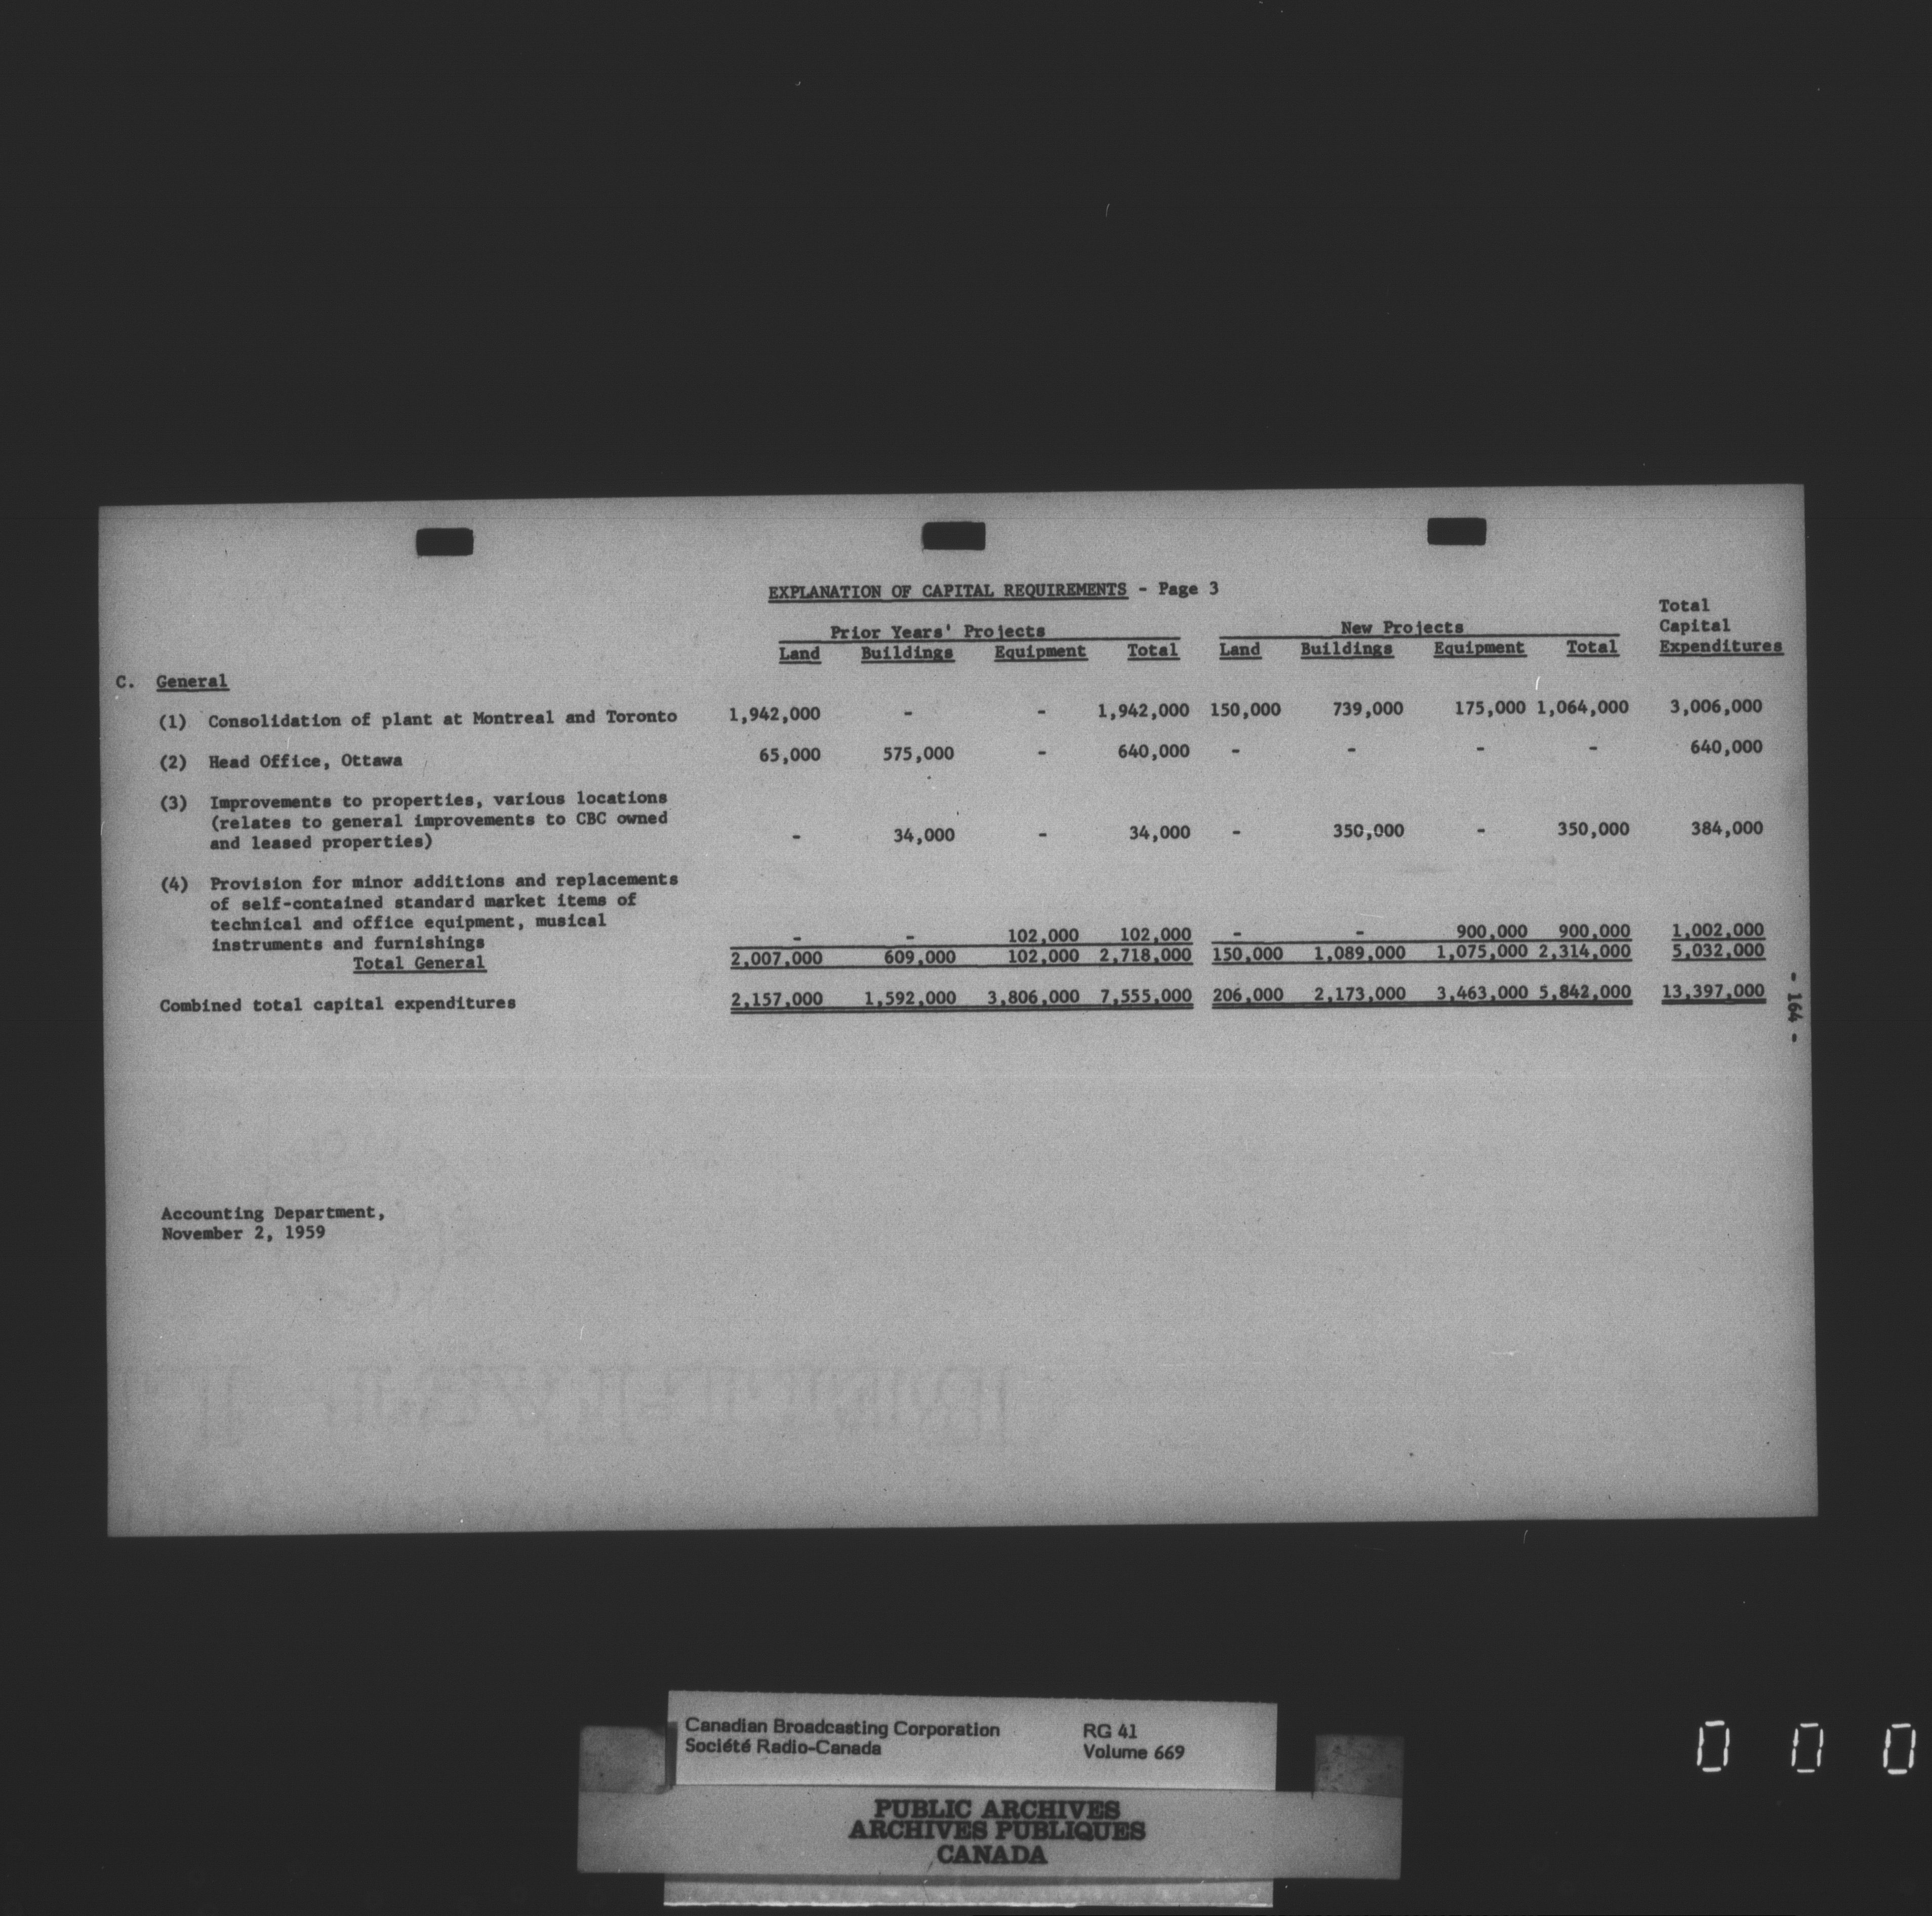 EXPLANATION OF CAPITAL REQUIREMENTS - Page 3
Total
Prior Years' Projects New Projects Capital
Land Buildings Equipment Total Land Buildings Equipment Total Expenditures
C. General
(1) Consolidation of plant at Montreal and Toronto 1,942,000 - - 1,942,000 150,000 739,000 175,000 1,064,000 3,006,000
(2) Head Office, Ottawa 65,000 575,000 - 640,000 - - - - 640,000
(3) Improvements to properties, various locations
(relates to general improvements to CBC owned
and leased properties) - 34,000 - 34,000 - 350,000 - 350,000 384,000
(4) Provision for minor additions and replacements
of self-contained standard market items of
technical and office equipment, musical
instruments and furnishings - - 102,000 102,000 - - 900,000 900,000 1,002,000
Total General 2,007,000 609,000 102,000 2,718,000 150,000 1,089,000 1,075,000 2,314,000 5,032,000
Combined total capital expenditures 2,157,000 1,592,000 3,806,000 7,555,000 206,000 2,173,000 3,463,000 5,842,000 13,397,000
- 164 -
Accounting Department,
November 2, 1959
Canadian Broadcasting Corporation RG 41
Société Radio-Canada Volume 669
PUBLIC ARCHIVES
ARCHIVES PUBLIQUES
CANADA
0 0 0